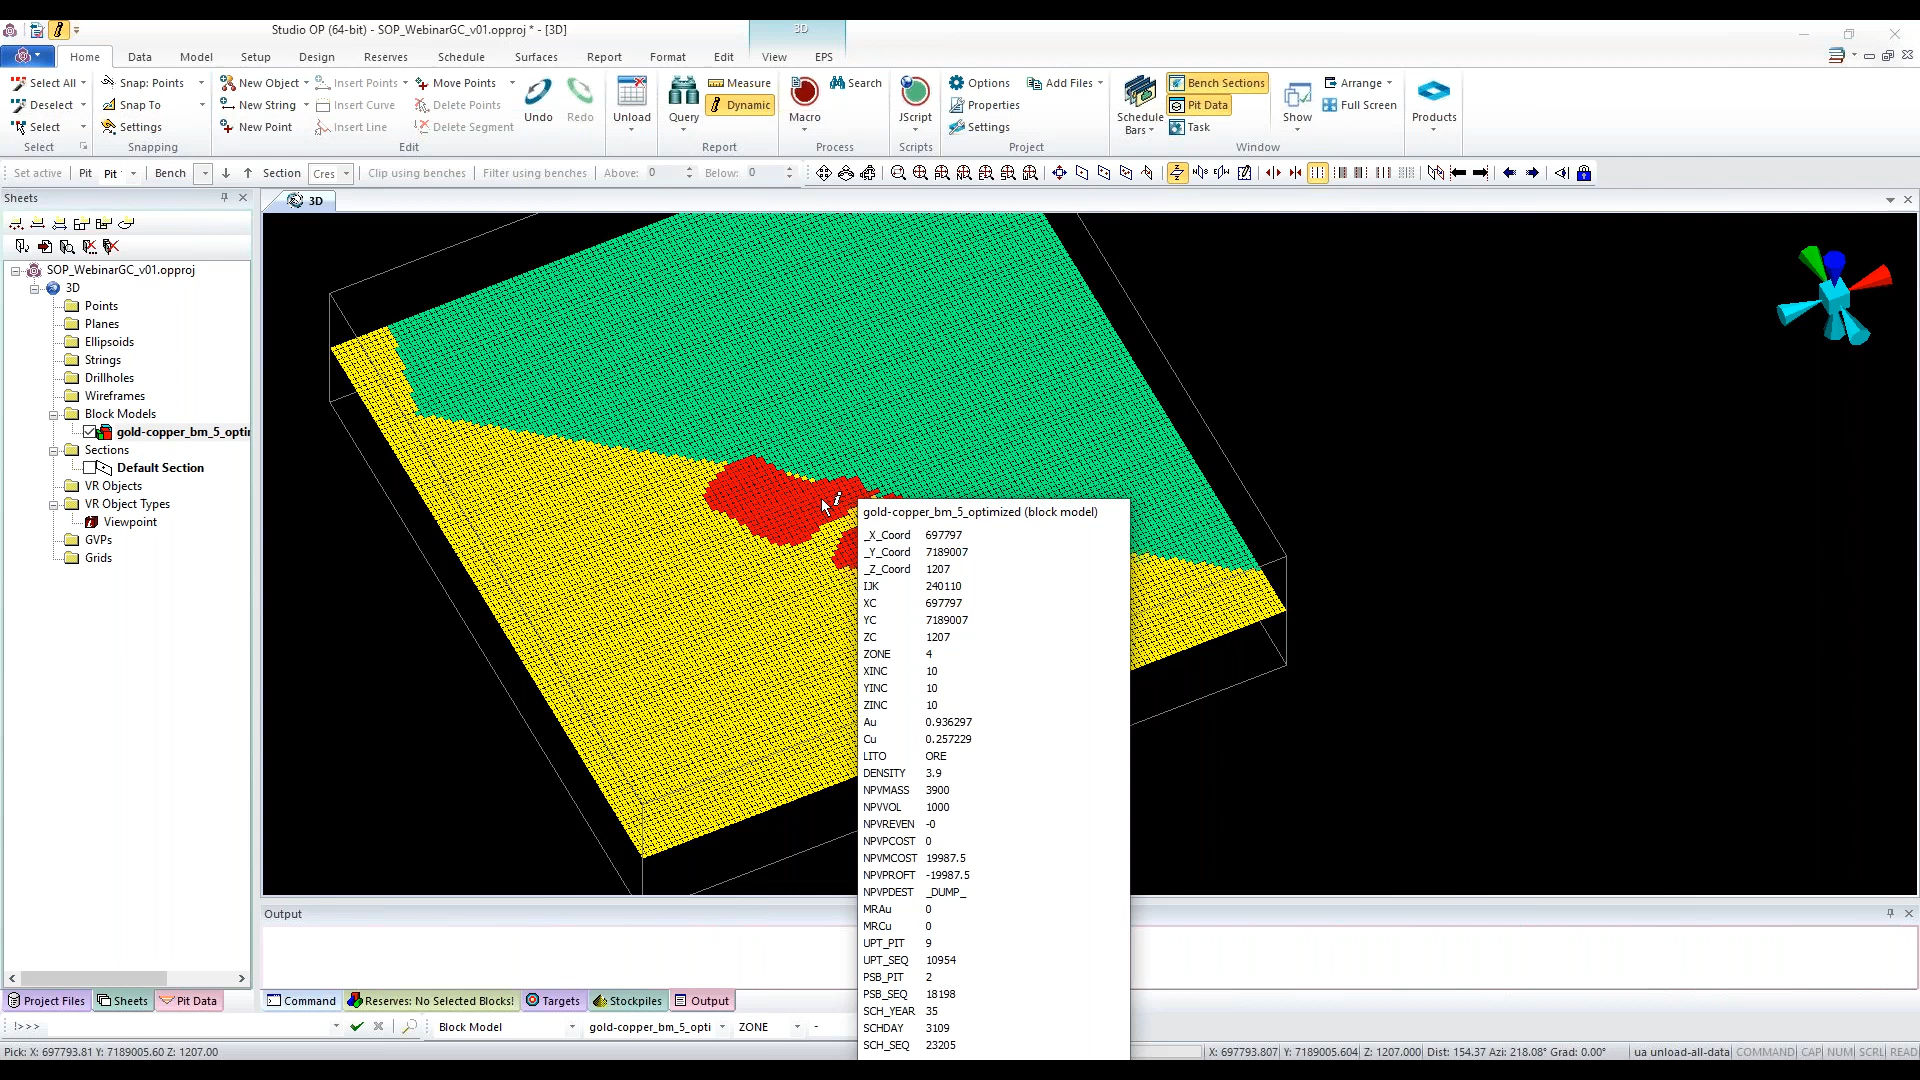 Studio OP (64-bit) - SOP_WebinarGC_v01.opproj * - [3D]
3D
Home Data Model Setup Design Reserves Schedule Surfaces Report Format Edit View EPS
Select All Snap: Points New Object Insert Points Move Points Measure Search Options Add Files Bench Sections Arrange
Deselect Snap To New String Insert Curve Delete Points Dynamic Properties Pit Data Full Screen
Select Settings New Point Insert Line Delete Segment Settings Task
Undo Redo Unload Query Macro JScript Schedule Bars Show Products
Select Snapping Edit Report Process Scripts Project Window
Set active Pit Pit Bench Section Cres Clip using benches Filter using benches Above: 0 Below: 0
Sheets
3D
SOP_WebinarGC_v01.opproj
3D
Points
Planes
Ellipsoids
Strings
Drillholes
Wireframes
Block Models
gold-copper_bm_5_optir
Sections
Default Section
VR Objects
VR Object Types
Viewpoint
GVPs
Grids
gold-copper_bm_5_optimized (block model)
_X_Coord 697797
_Y_Coord 7189007
_Z_Coord 1207
IJK 240110
XC 697797
YC 7189007
ZC 1207
ZONE 4
XINC 10
YINC 10
ZINC 10
Au 0.936297
Cu 0.257229
LITO ORE
DENSITY 3.9
NPVMASS 3900
NPVVOL 1000
NPVREVEN -0
NPVPCOST 0
NPVMCOST 19987.5
NPVPROFT -19987.5
NPVPDEST _DUMP_
MRAu 0
MRCu 0
UPT_PIT 9
UPT_SEQ 10954
PSB_PIT 2
PSB_SEQ 18198
SCH_YEAR 35
SCHDAY 3109
SCH_SEQ 23205
Output
Project Files Sheets Pit Data Command Reserves: No Selected Blocks! Targets Stockpiles Output
!>>> Block Model gold-copper_bm_5_opti ZONE -
Pick: X: 697793.81 Y: 7189005.60 Z: 1207.00 X: 697793.807 Y: 7189005.604 Z: 1207.000 Dist: 154.37 Azi: 218.08° Grad: 0.00° ua unload-all-data COMMAND CAP NUM SCRL READ